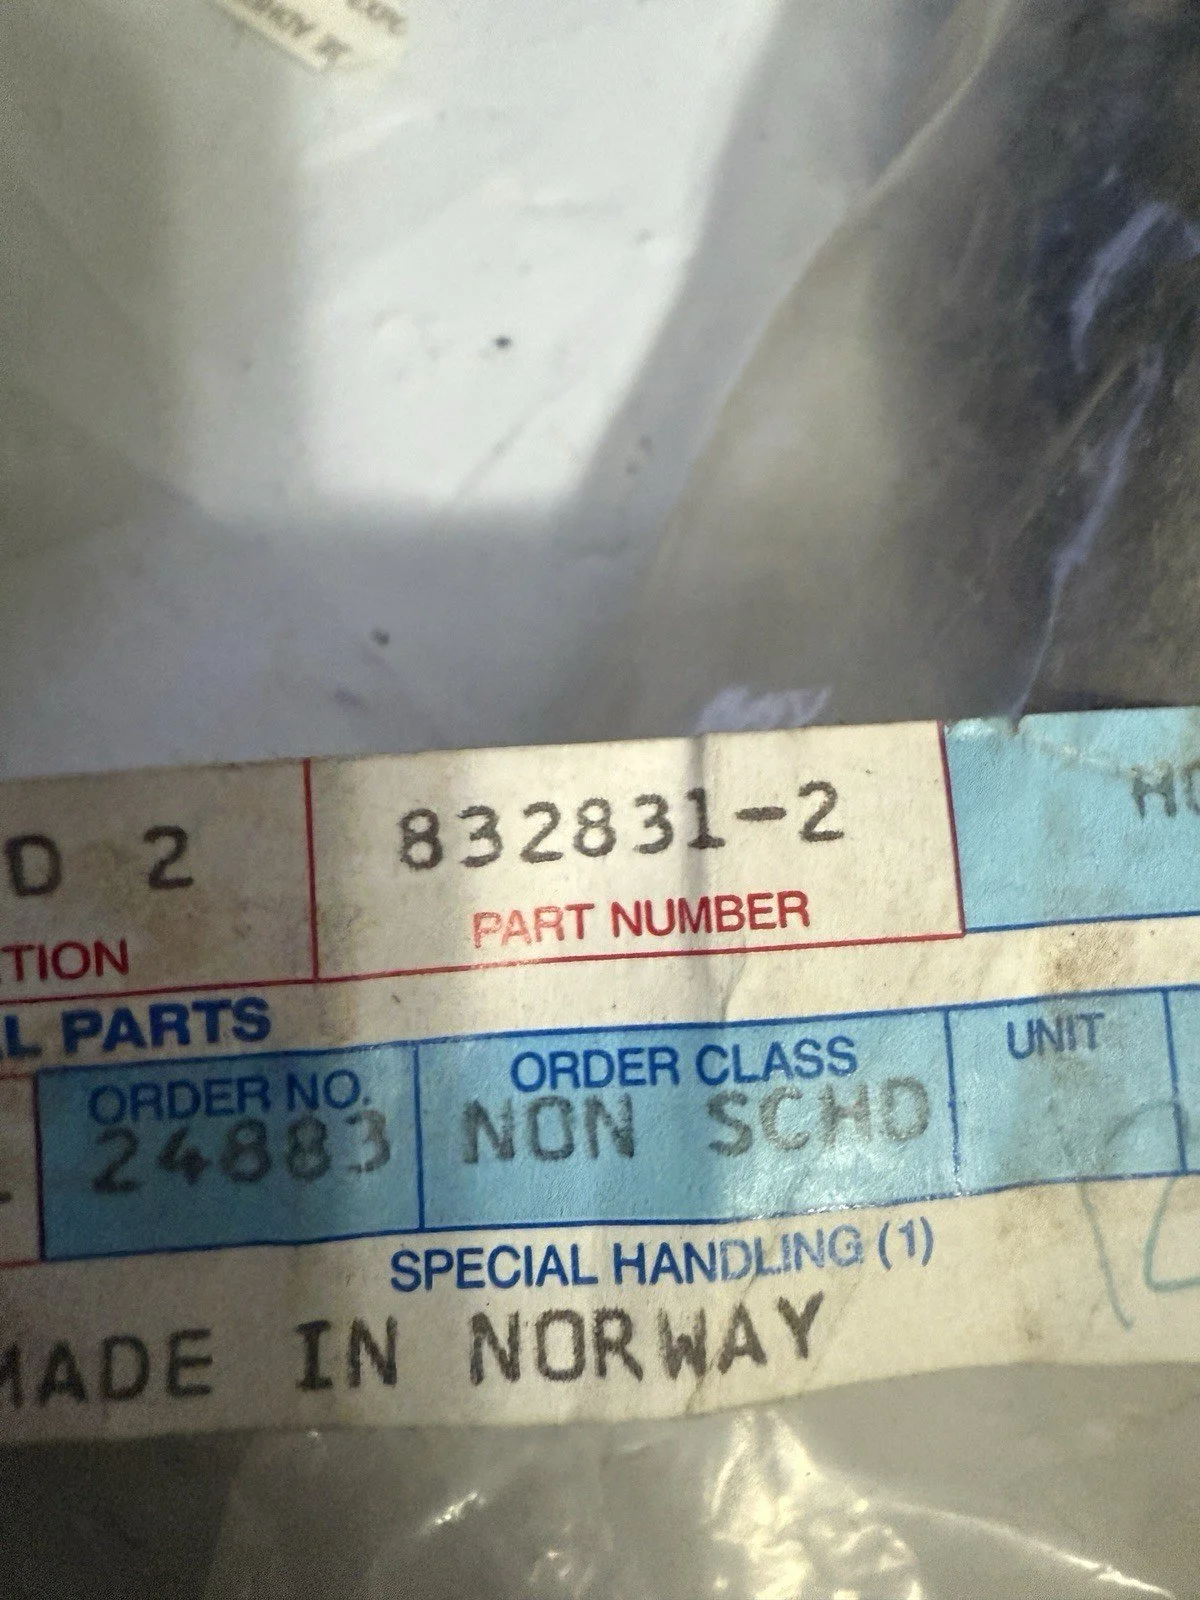 D 2 832831-2
TION PART NUMBER
L PARTS
ORDER NO. ORDER CLASS UNIT
24883 NON SCHD
SPECIAL HANDLING (1)
MADE IN NORWAY